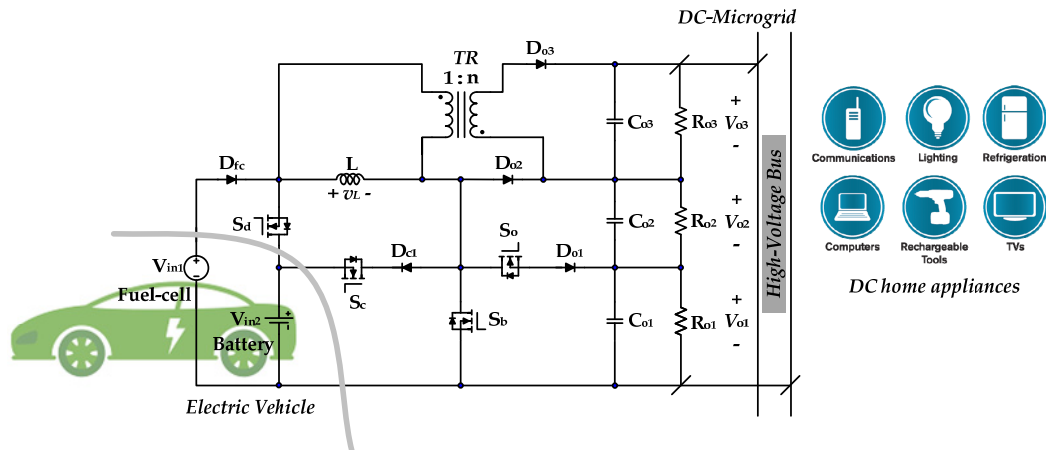 DC-Microgrid
TR
1 : n
Do3
Co3
Ro3
+
Vo3
-
Dfc
L
+ vL -
Do2
Sd
Co2
Ro2
+
Vo2
-
So
Dc1
Do1
Sc
Sb
Vin1
+
-
Fuel-cell
Vin2
+
Battery
Co1
Ro1
+
Vo1
-
High-Voltage Bus
Electric Vehicle
Communications
Lighting
Refrigeration
Computers
Rechargeable
Tools
TVs
DC home appliances